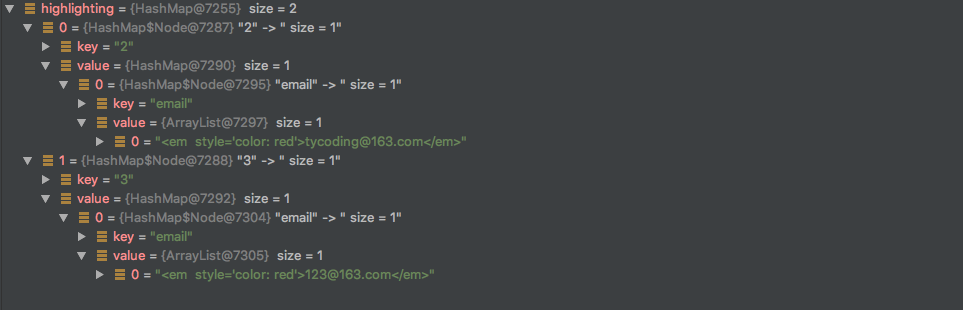 highlighting = {HashMap@7255} size = 2
0 = {HashMap$Node@7287} "2" -> " size = 1"
key = "2"
value = {HashMap@7290} size = 1
0 = {HashMap$Node@7295} "email" -> " size = 1"
key = "email"
value = {ArrayList@7297} size = 1
0 = "<em  style='color: red'>tycoding@163.com</em>"
1 = {HashMap$Node@7288} "3" -> " size = 1"
key = "3"
value = {HashMap@7292} size = 1
0 = {HashMap$Node@7304} "email" -> " size = 1"
key = "email"
value = {ArrayList@7305} size = 1
0 = "<em  style='color: red'>123@163.com</em>"